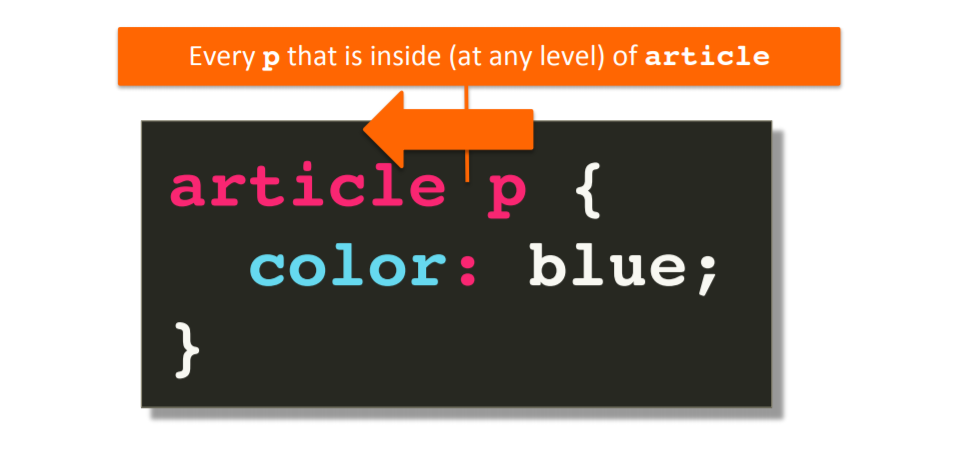 Every p that is inside (at any level) of article
article p {
  color: blue;
}